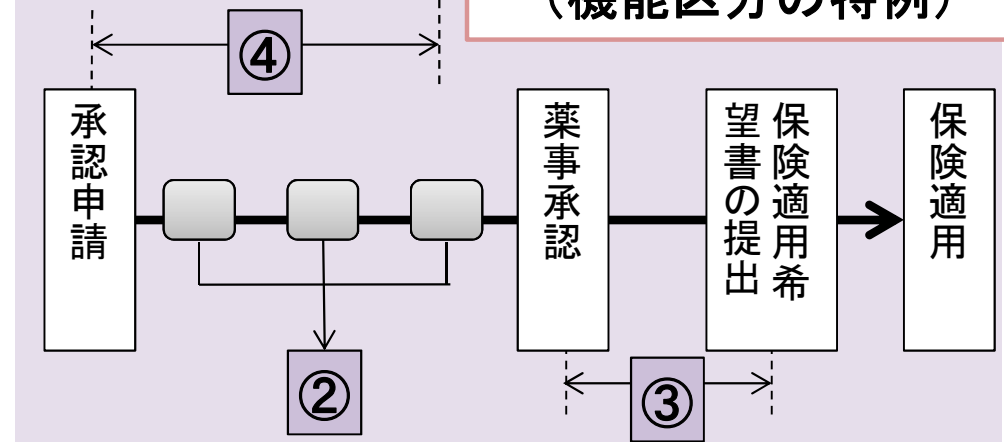 （機能区分の特例）
④
承認申請
薬事承認
保険適用希
望書の提出
保険適用
②
③